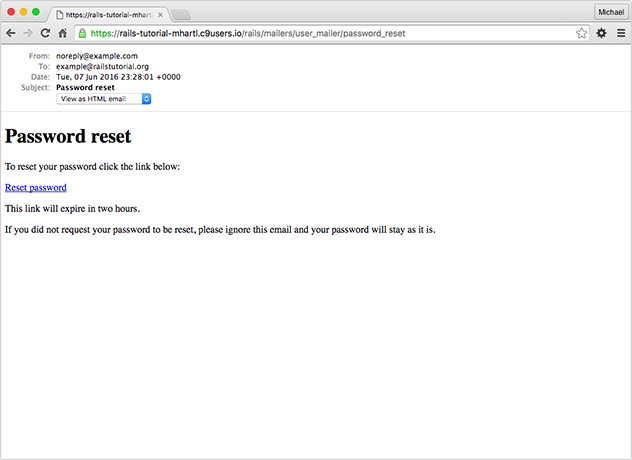 https://rails-tutorial-mhartl
Michael
https://rails-tutorial-mhartl.c9users.io/rails/mailers/user_mailer/password_reset
From: noreply@example.com
To: example@railstutorial.org
Date: Tue, 07 Jun 2016 23:28:01 +0000
Subject: Password reset
View as HTML email
Password reset
To reset your password click the link below:
Reset password
This link will expire in two hours.
If you did not request your password to be reset, please ignore this email and your password will stay as it is.